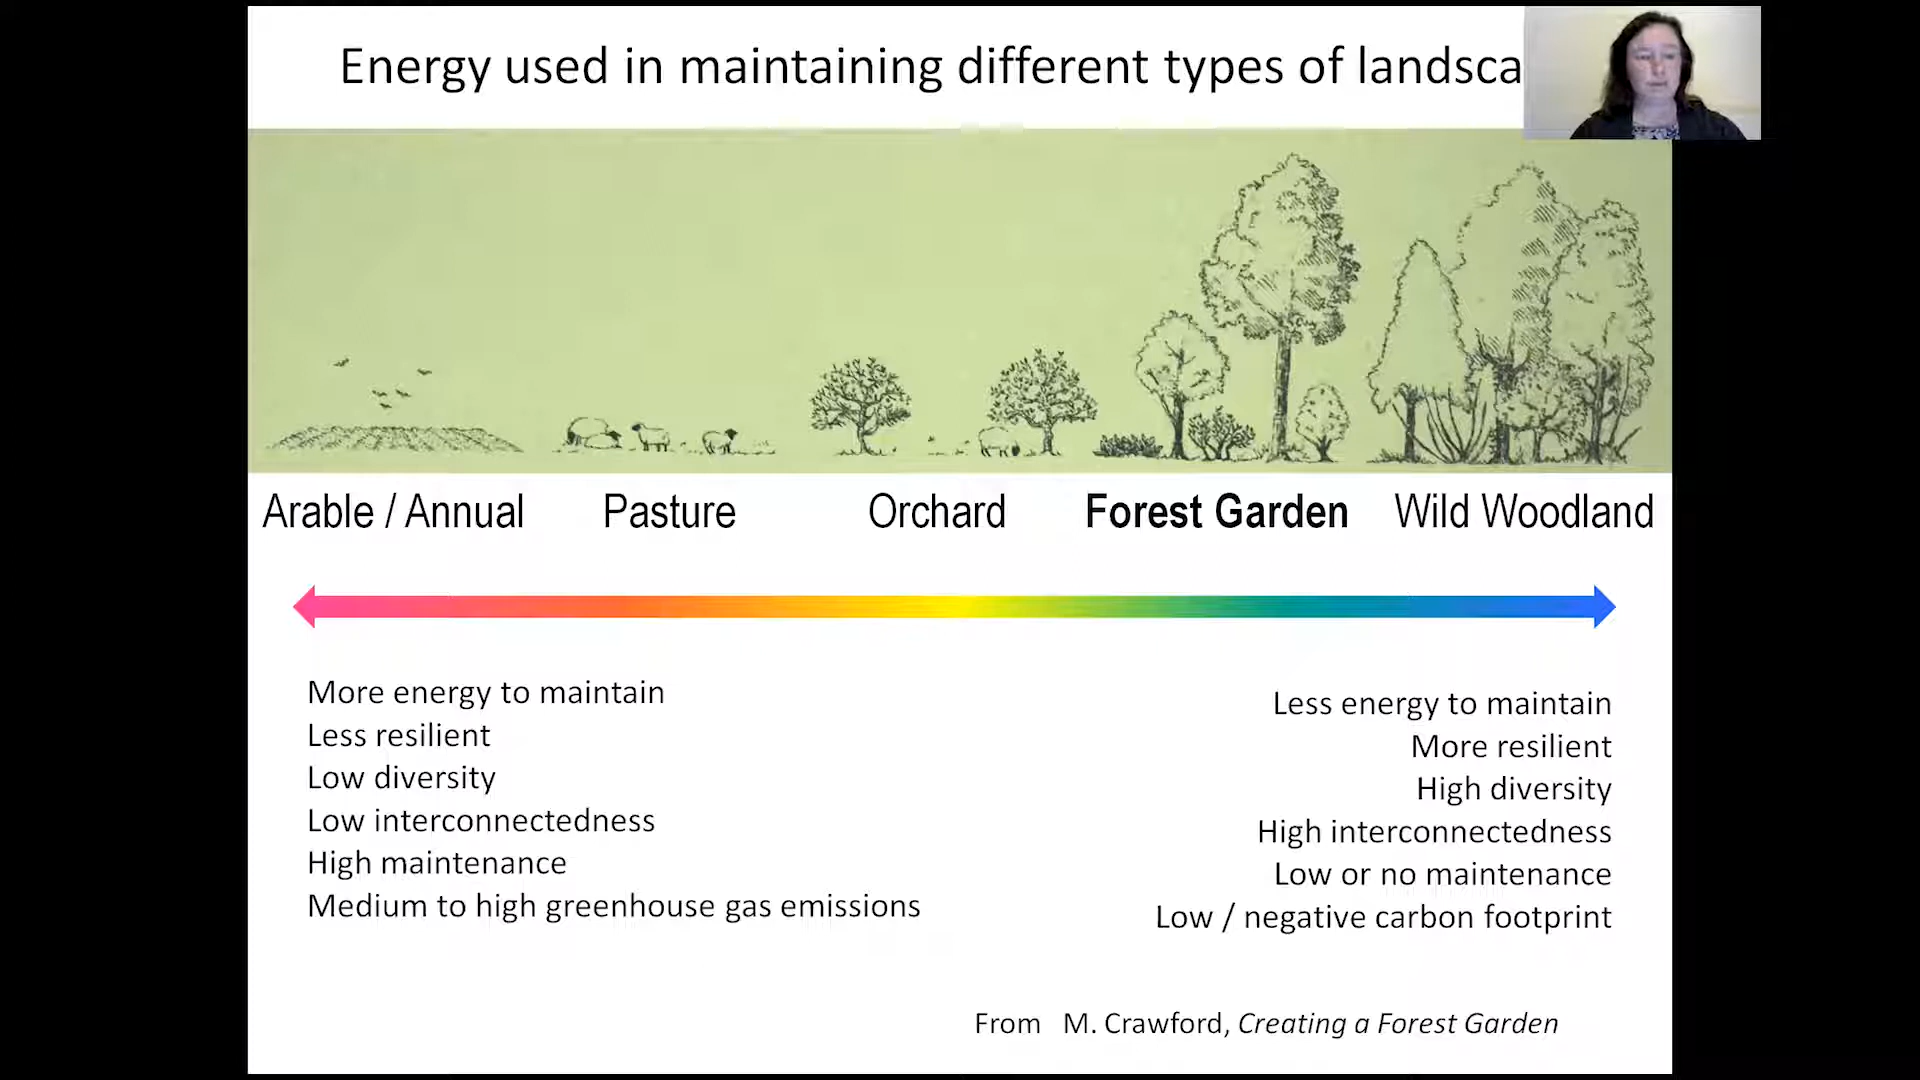 Energy used in maintaining different types of landsca
Arable / Annual Pasture Orchard Forest Garden Wild Woodland
More energy to maintain
Less resilient
Low diversity
Low interconnectedness
High maintenance
Medium to high greenhouse gas emissions
Less energy to maintain
More resilient
High diversity
High interconnectedness
Low or no maintenance
Low / negative carbon footprint
From M. Crawford, Creating a Forest Garden